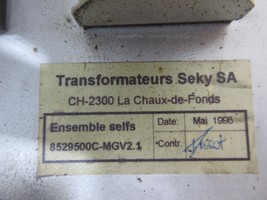 Transformateurs Seky SA
CH-2300 La Chaux-de-Fonds
Ensemble selfs
Date: Mai 1998
8529500C-MGV2.1
Contr.